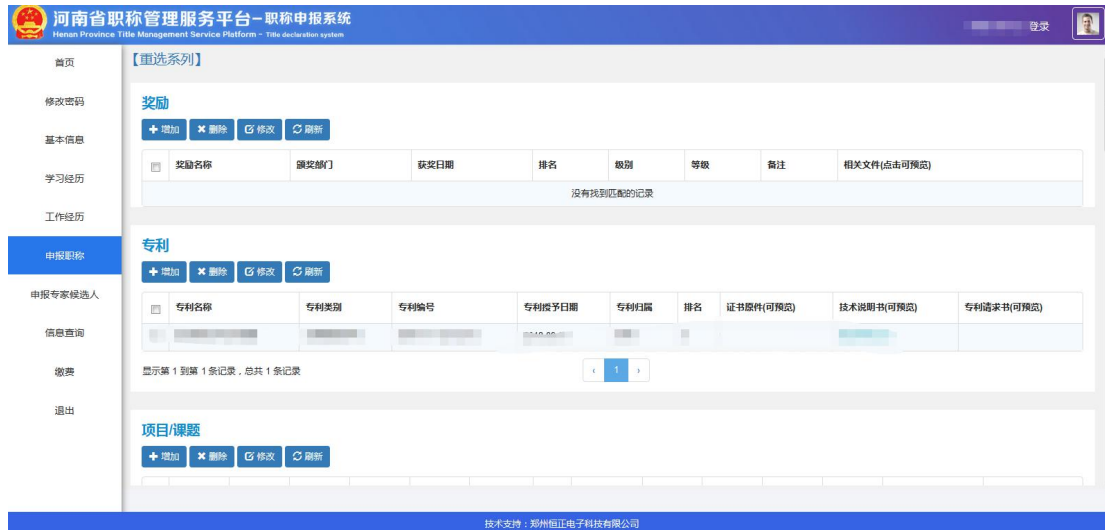 河南省职称管理服务平台-职称申报系统
Henan Province Title Management Service Platform - Title declaration system
登录
首页
修改密码
基本信息
学习经历
工作经历
申报职称
申报专家候选人
信息查询
缴费
退出
【重选系列】
奖励
增加 删除 修改 刷新
奖励名称 颁奖部门 获奖日期 排名 级别 等级 备注 相关文件(点击可预览)
没有找到匹配的记录
专利
增加 删除 修改 刷新
专利名称 专利类别 专利编号 专利授予日期 专利归属 排名 证书原件(可预览) 技术说明书(可预览) 专利请求书(可预览)
显示第 1 到第 1 条记录，总共 1 条记录
‹ 1 ›
项目/课题
增加 删除 修改 刷新
技术支持：郑州恒正电子科技有限公司